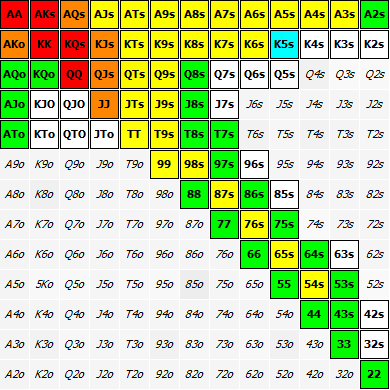 AA AKs AQs AJs ATs A9s A8s A7s A6s A5s A4s A3s A2s
AKo KK KQs KJs KTs K9s K8s K7s K6s K5s K4s K3s K2s
AQo KQo QQ QJs QTs Q9s Q8s Q7s Q6s Q5s Q4s Q3s Q2s
AJo KJO QJO JJ JTs J9s J8s J7s J6s J5s J4s J3s J2s
ATo KTo QTO JTo TT T9s T8s T7s T6s T5s T4s T3s T2s
A9o K9o Q9o J9o T9o 99 98s 97s 96s 95s 94s 93s 92s
A8o K8o Q8o J8o T8o 98o 88 87s 86s 85s 84s 83s 82s
A7o K7o Q7o J7o T7o 97o 87o 77 76s 75s 74s 73s 72s
A6o K6o Q6o J6o T6o 96o 86o 76o 66 65s 64s 63s 62s
A5o 5Ko Q5o J5o T5o 95o 85o 75o 65o 55 54s 53s 52s
A4o K4o Q4o J4o T4o 94o 84o 74o 64o 54o 44 43s 42s
A3o K3o Q3o J3o T3o 93o 83o 73o 63o 53o 43o 33 32s
A2o K2o Q2o J2o T2o 92o 82o 72o 62o 52o 42o 32o 22